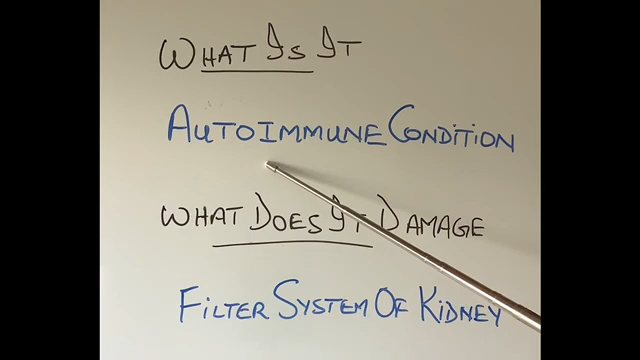 What Is It
AutoImmune Condition
What Does It Damage
Filter System Of Kidney